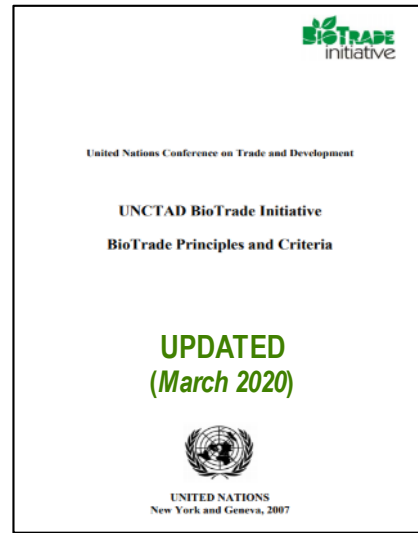 BIOTRADE
initiative
United Nations Conference on Trade and Development
UNCTAD BioTrade Initiative
BioTrade Principles and Criteria
UPDATED
(March 2020)
UNITED NATIONS
New York and Geneva, 2007